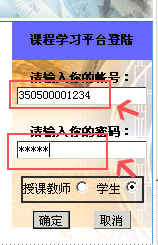 课程学习平台登陆
请输入你的帐号：
350500001234
请输入你的密码：
*****
授课教师 学生
确定 取消